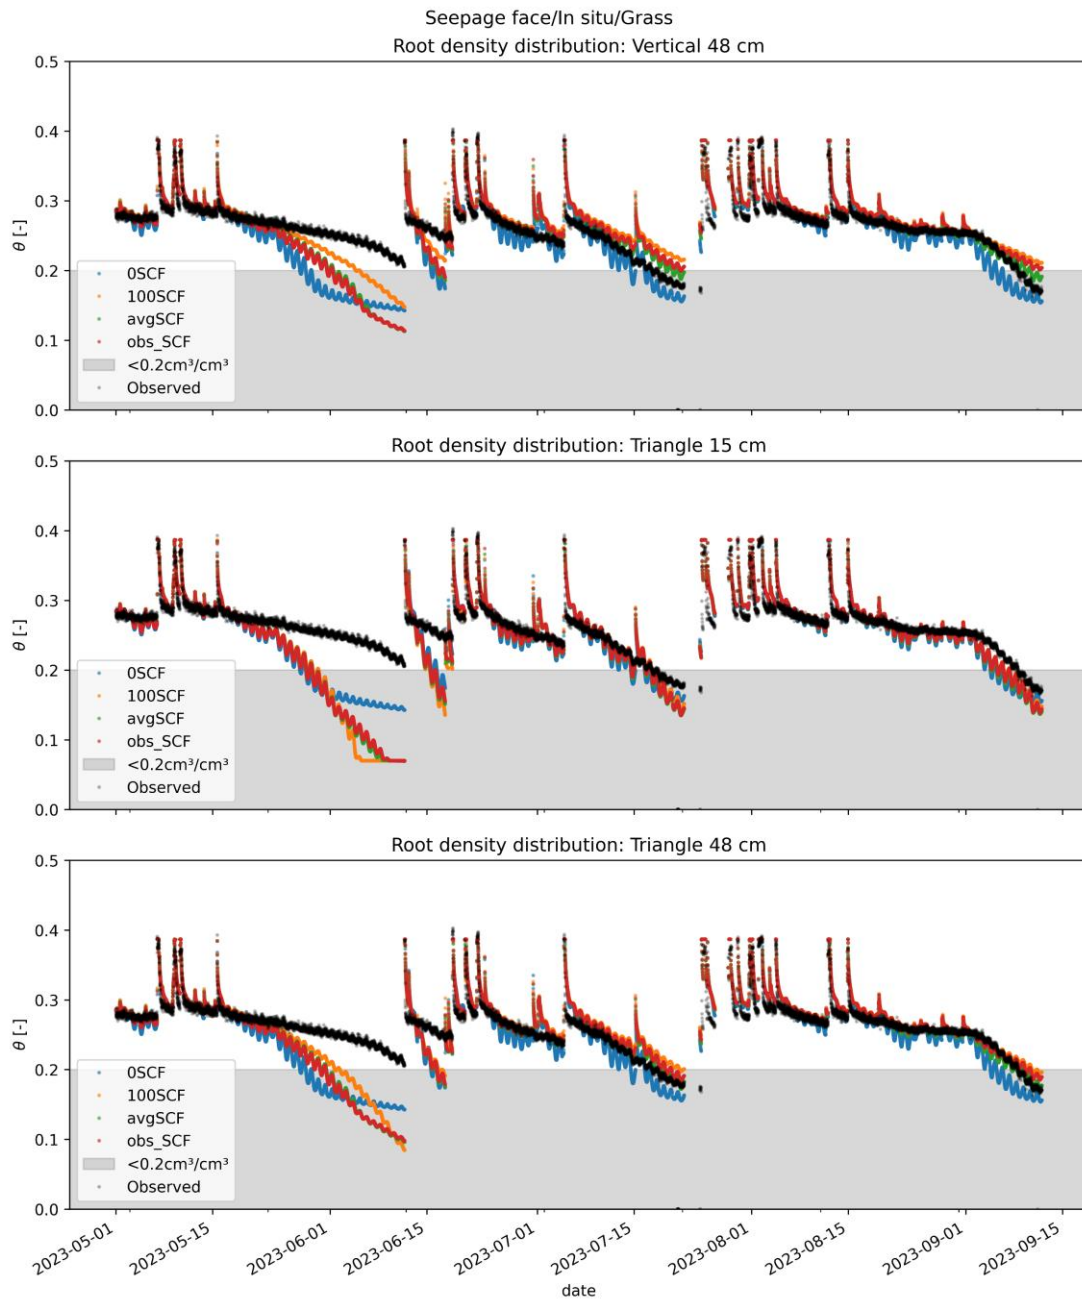 Seepage face/In situ/Grass
Root density distribution: Vertical 48 cm
0.5
0.4
0.3
0.2
0.1
0.0
θ [-]
0SCF
100SCF
avgSCF
obs_SCF
<0.2cm³/cm³
Observed
Root density distribution: Triangle 15 cm
0.5
0.4
0.3
0.2
0.1
0.0
θ [-]
0SCF
100SCF
avgSCF
obs_SCF
<0.2cm³/cm³
Observed
Root density distribution: Triangle 48 cm
0.5
0.4
0.3
0.2
0.1
0.0
θ [-]
0SCF
100SCF
avgSCF
obs_SCF
<0.2cm³/cm³
Observed
2023-05-01
2023-05-15
2023-06-01
2023-06-15
2023-07-01
2023-07-15
2023-08-01
2023-08-15
2023-09-01
2023-09-15
date